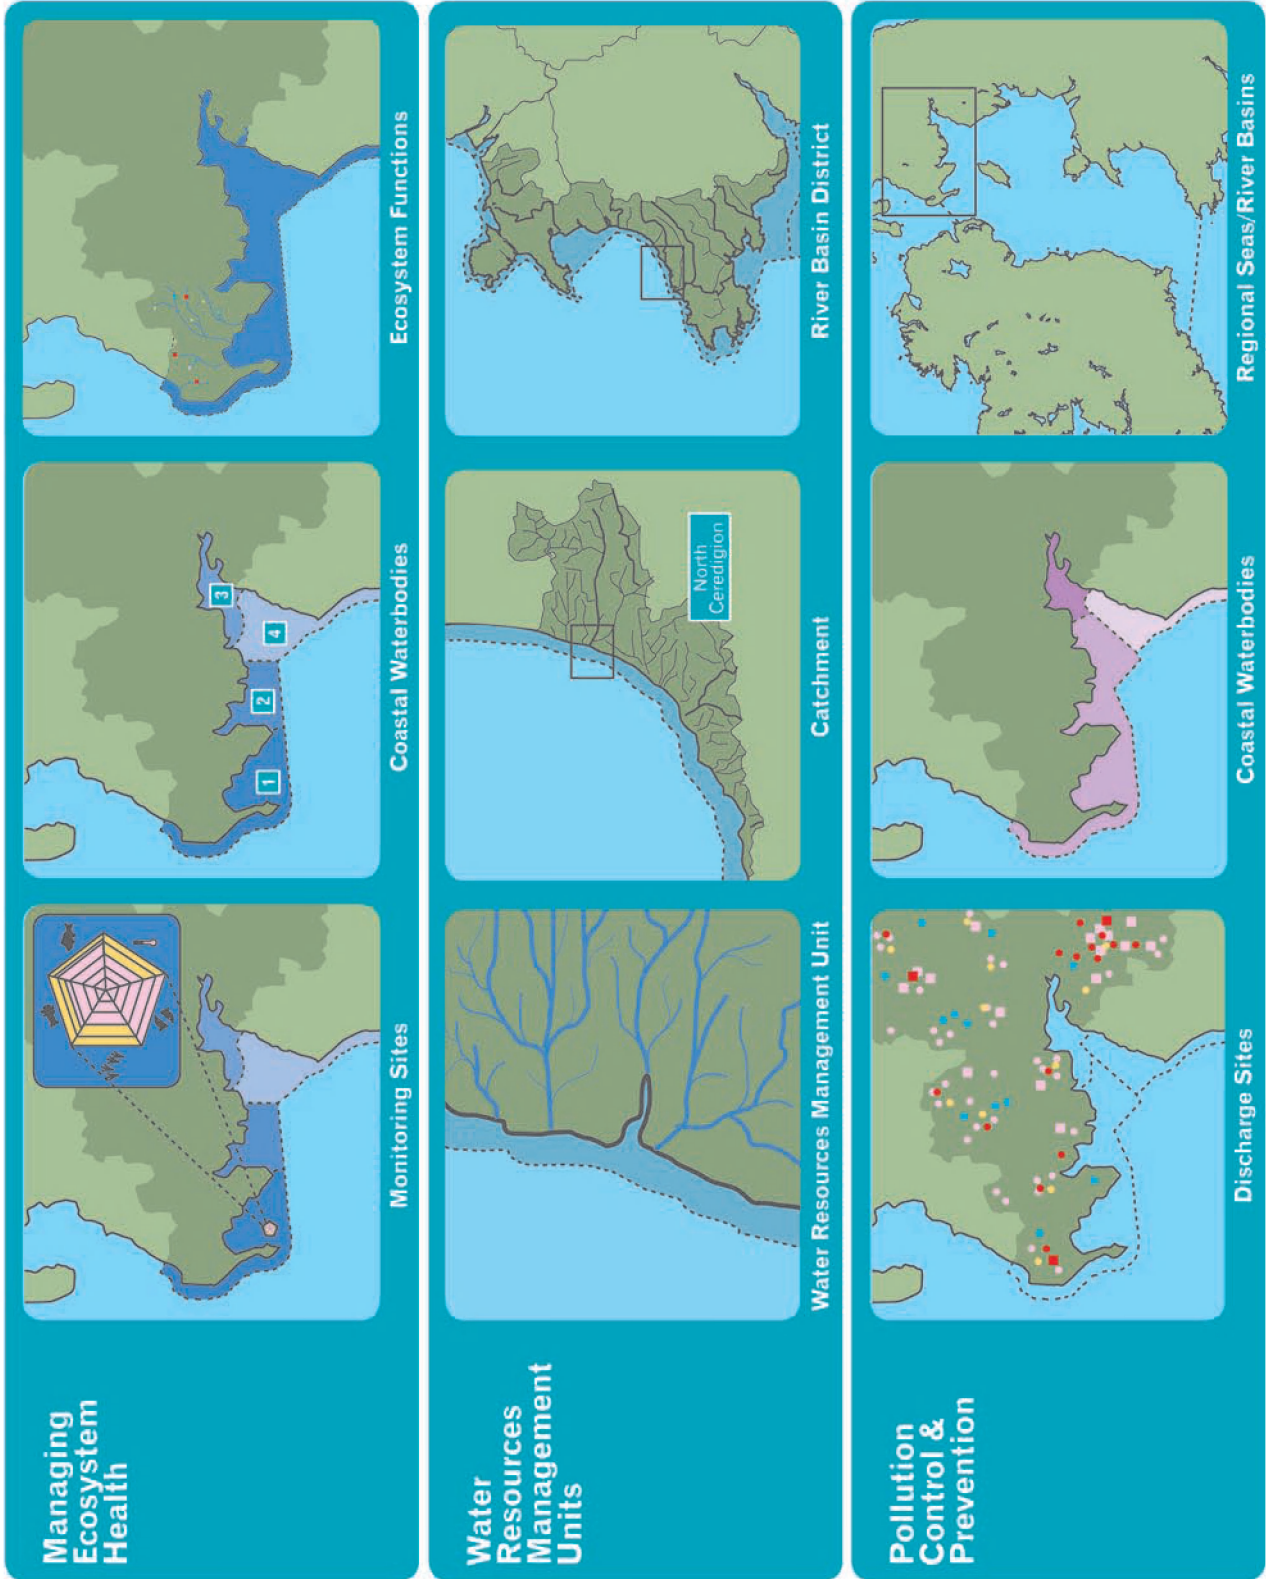 Managing
Ecosystem
Health
Monitoring Sites
1
2
3
4
Coastal Waterbodies
Ecosystem Functions
Water
Resources
Management
Units
Water Resources Management Unit
North
Ceredigion
Catchment
River Basin District
Pollution
Control &
Prevention
Discharge Sites
Coastal Waterbodies
Regional Seas/River Basins